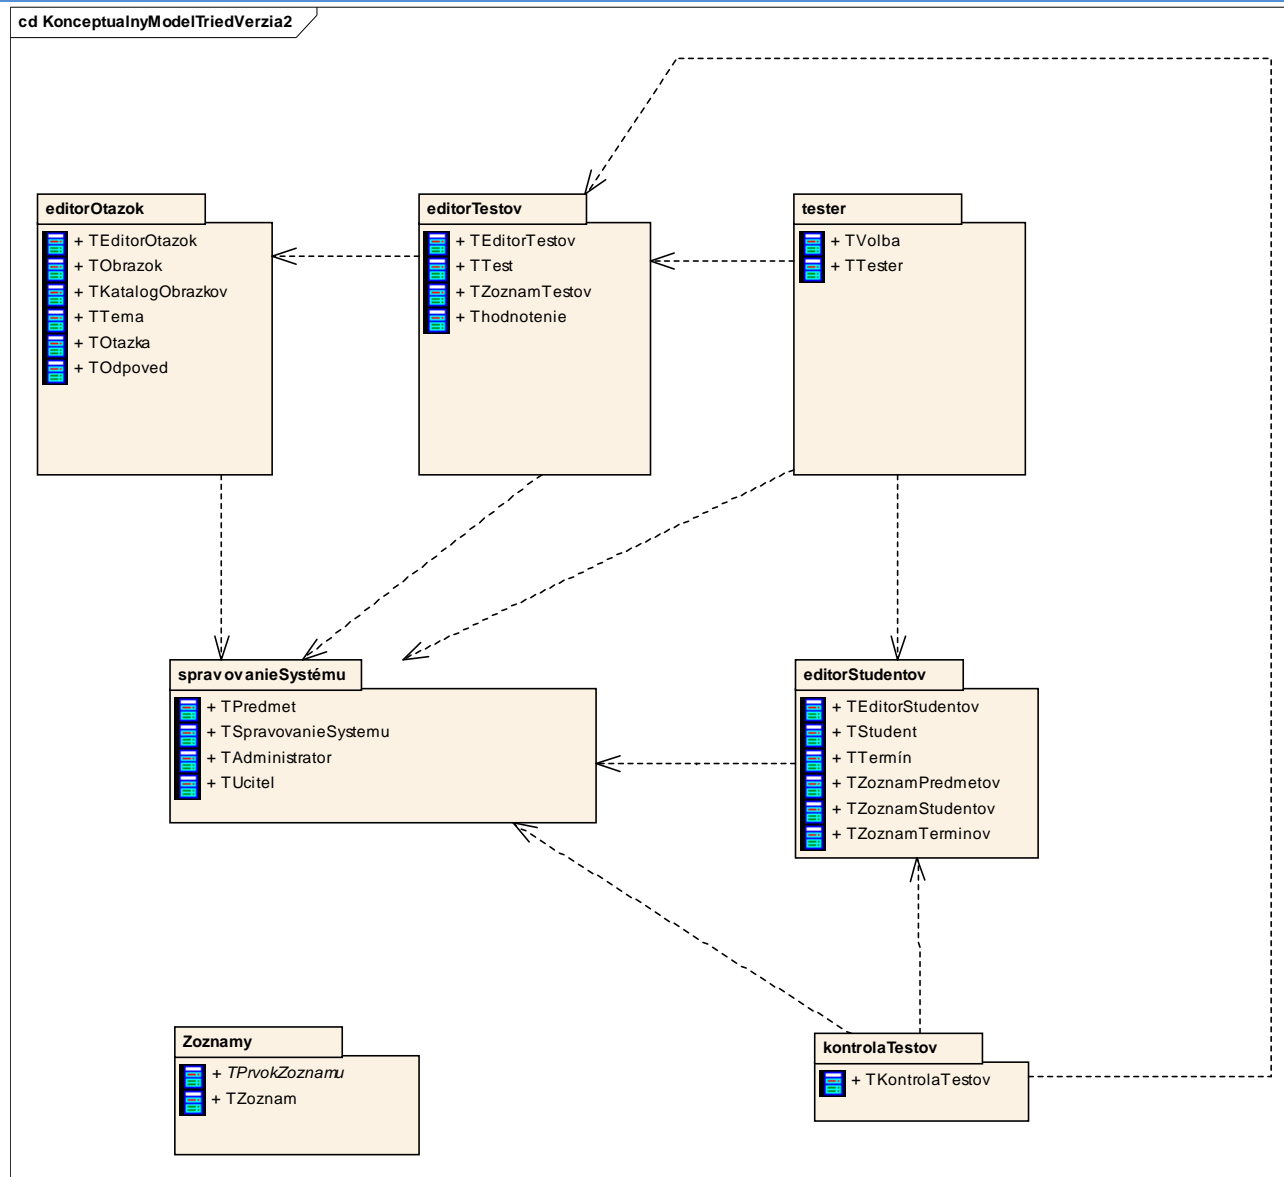 cd KonceptualnyModelTriedVerzia2
editorOtazok
+ TEditorOtazok
+ TObrazok
+ TKatalogObrazkov
+ TTema
+ TOtazka
+ TOdpoved
editorTestov
+ TEditorTestov
+ TTest
+ TZoznamTestov
+ Thodnotenie
tester
+ TVolba
+ TTester
spravovanieSystému
+ TPredmet
+ TSpravovanieSystemu
+ TAdministrator
+ TUcitel
editorStudentov
+ TEditorStudentov
+ TStudent
+ TTermín
+ TZoznamPredmetov
+ TZoznamStudentov
+ TZoznamTerminov
Zoznamy
+ TPrvokZoznamu
+ TZoznam
kontrolaTestov
+ TKontrolaTestov